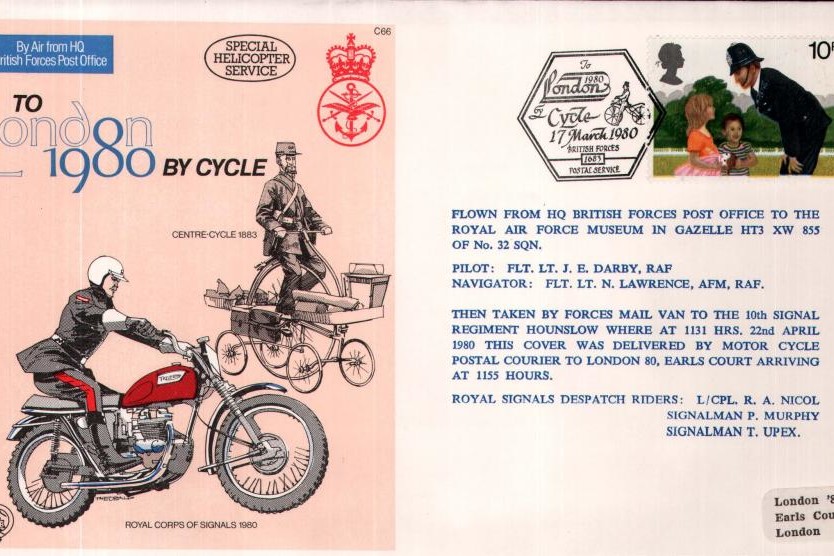 C66
By Air from HQ
British Forces Post Office
SPECIAL
HELICOPTER
SERVICE
TO
London
1980 BY CYCLE
CENTRE-CYCLE 1883
TRIUMPH
ROYAL CORPS OF SIGNALS 1980
To
1980
London
by
Cycle
17 March 1980
BRITISH FORCES
1683
POSTAL SERVICE
10P
FLOWN FROM HQ BRITISH FORCES POST OFFICE TO THE
ROYAL AIR FORCE MUSEUM IN GAZELLE HT3 XW 855
OF No. 32 SQN.
PILOT: FLT. LT. J. E. DARBY, RAF
NAVIGATOR: FLT. LT. N. LAWRENCE, AFM, RAF.
THEN TAKEN BY FORCES MAIL VAN TO THE 10th SIGNAL
REGIMENT HOUNSLOW WHERE AT 1131 HRS. 22nd APRIL
1980 THIS COVER WAS DELIVERED BY MOTOR CYCLE
POSTAL COURIER TO LONDON 80, EARLS COURT ARRIVING
AT 1155 HOURS.
ROYAL SIGNALS DESPATCH RIDERS: L/CPL. R. A. NICOL
SIGNALMAN P. MURPHY
SIGNALMAN T. UPEX.
London '8
Earls Cou
London